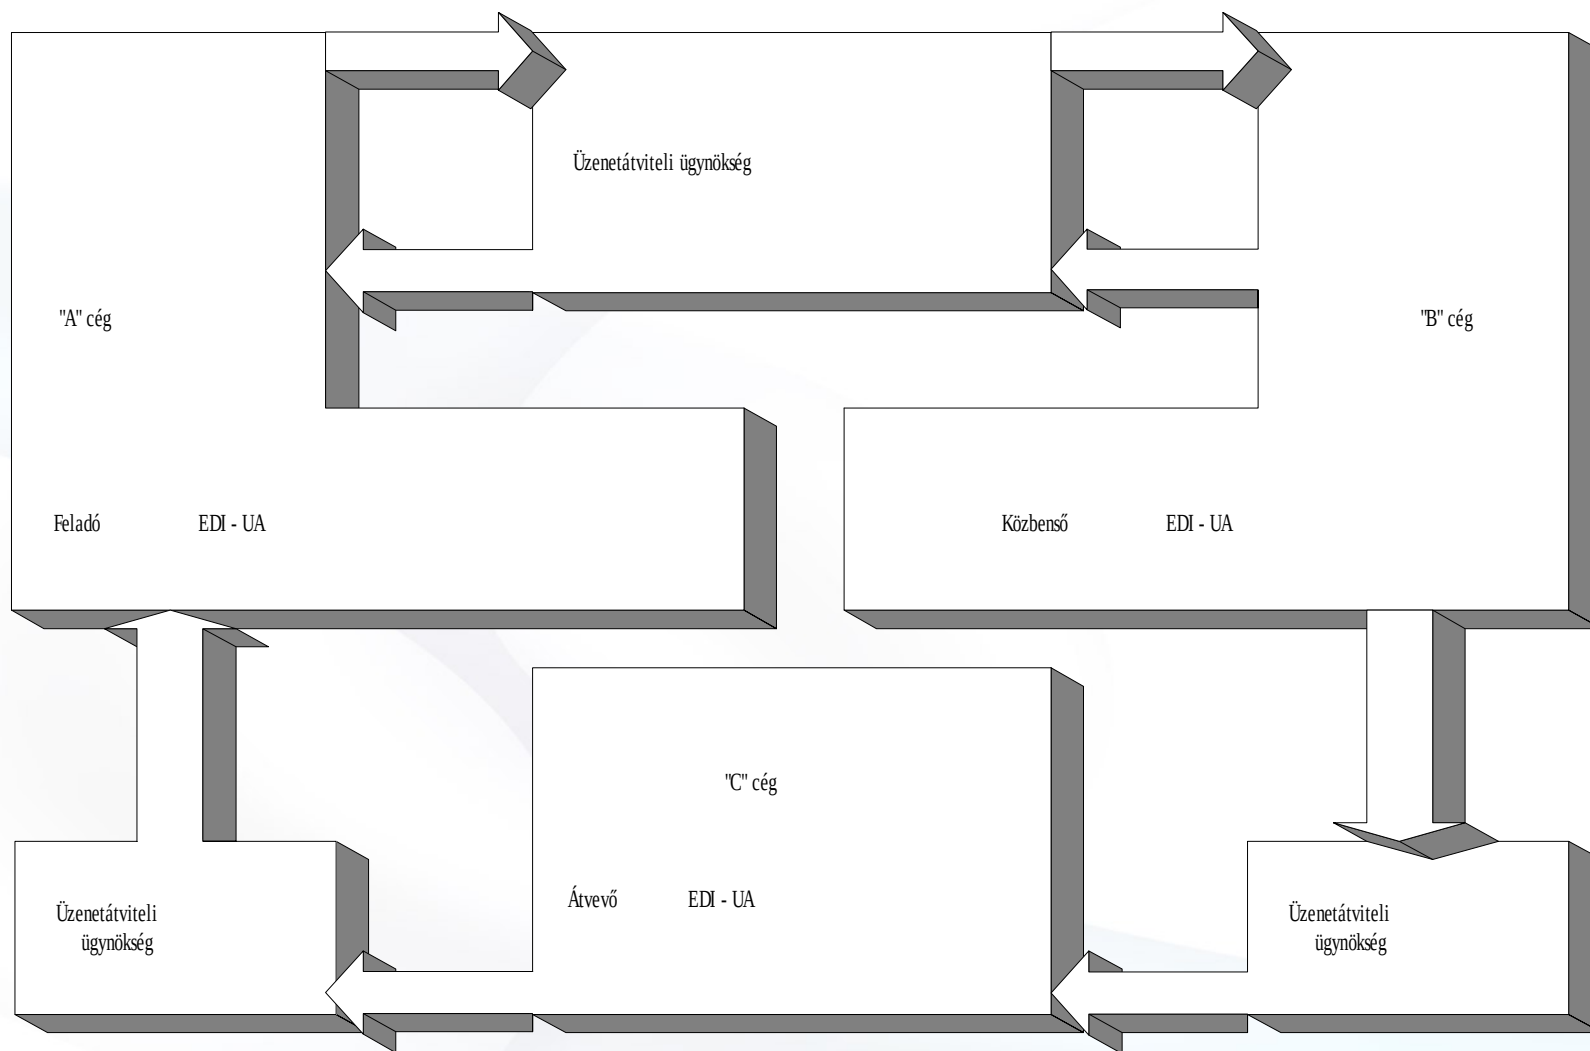 Üzenetátviteli ügynökség
"A" cég
"B" cég
Feladó EDI - UA
Közbenső EDI - UA
"C" cég
Átvevő EDI - UA
Üzenetátviteli
ügynökség
Üzenetátviteli
ügynökség